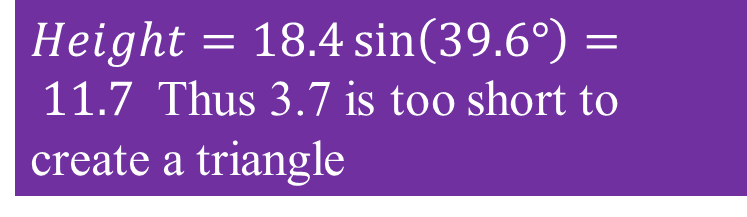 Height = 18.4 sin(39.6°) =
11.7 Thus 3.7 is too short to
create a triangle